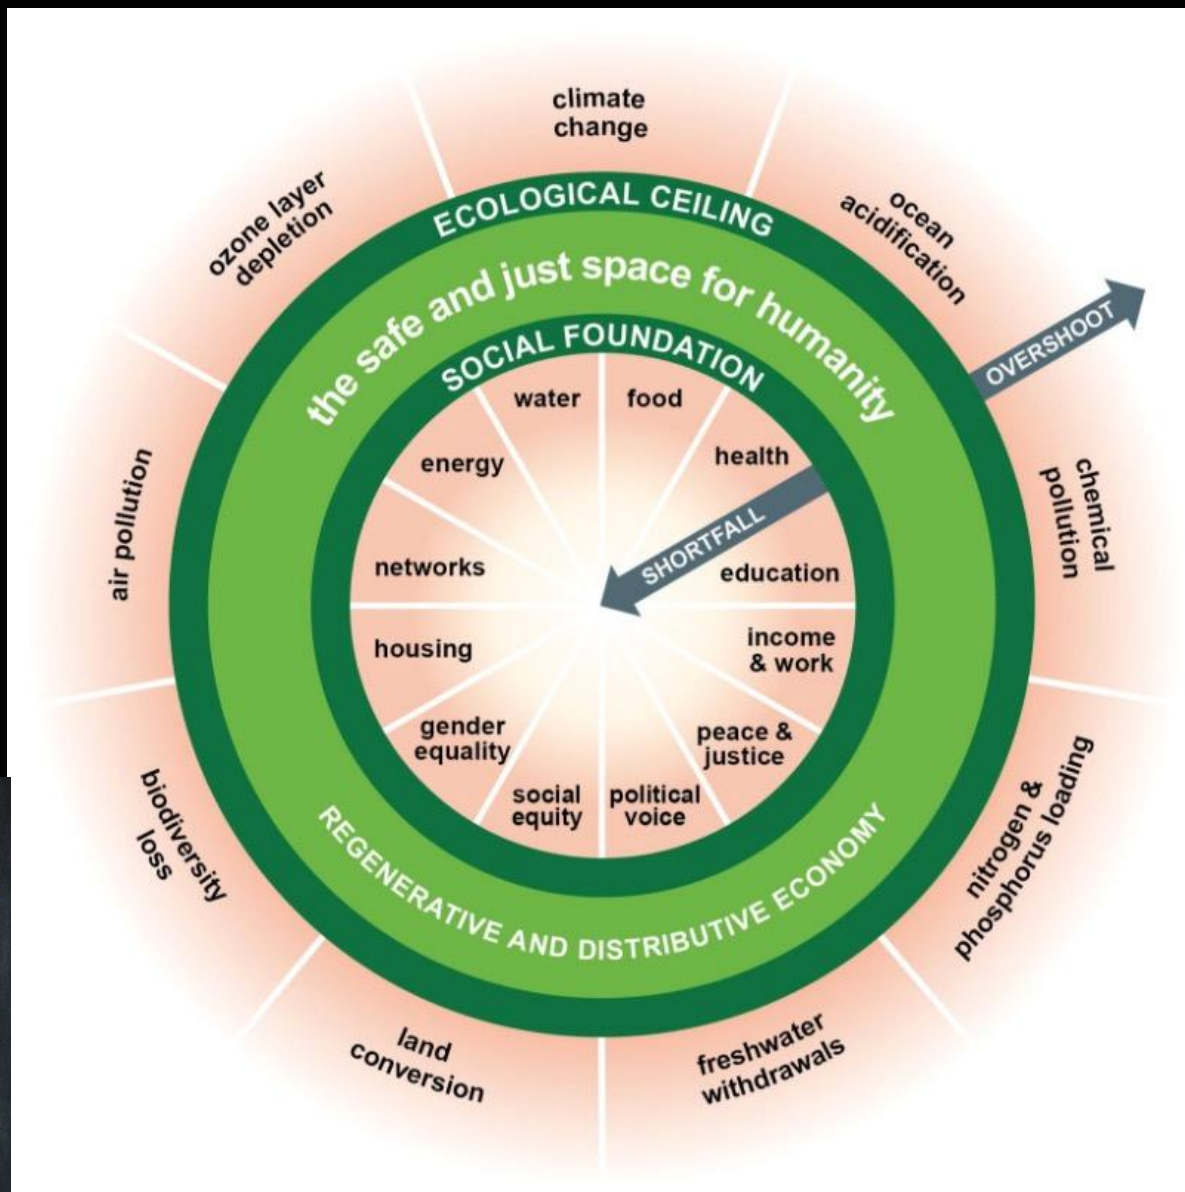 climate
change
ocean
acidification
chemical
pollution
nitrogen &
phosphorus loading
freshwater
withdrawals
land
conversion
biodiversity
loss
air pollution
ozone layer
depletion
ECOLOGICAL CEILING
the safe and just space for humanity
SOCIAL FOUNDATION
OVERSHOOT
water
food
health
SHORTFALL
education
income
& work
peace &
justice
political
voice
social
equity
gender
equality
housing
networks
energy
REGENERATIVE AND DISTRIBUTIVE ECONOMY